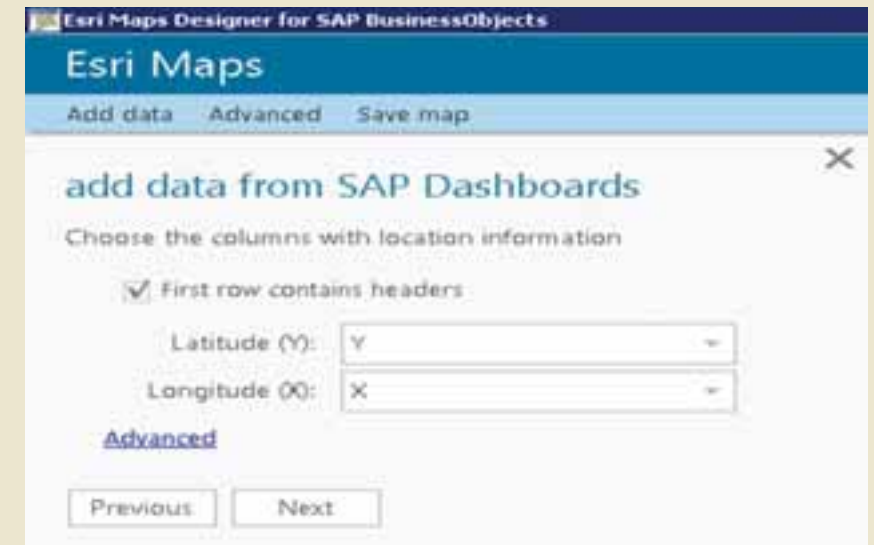 Esri Maps Designer for SAP BusinessObjects
Esri Maps
Add data Advanced Save map
add data from SAP Dashboards
Choose the columns with location information
First row contains headers
Latitude (Y): Y
Longitude (X): X
Advanced
Previous Next